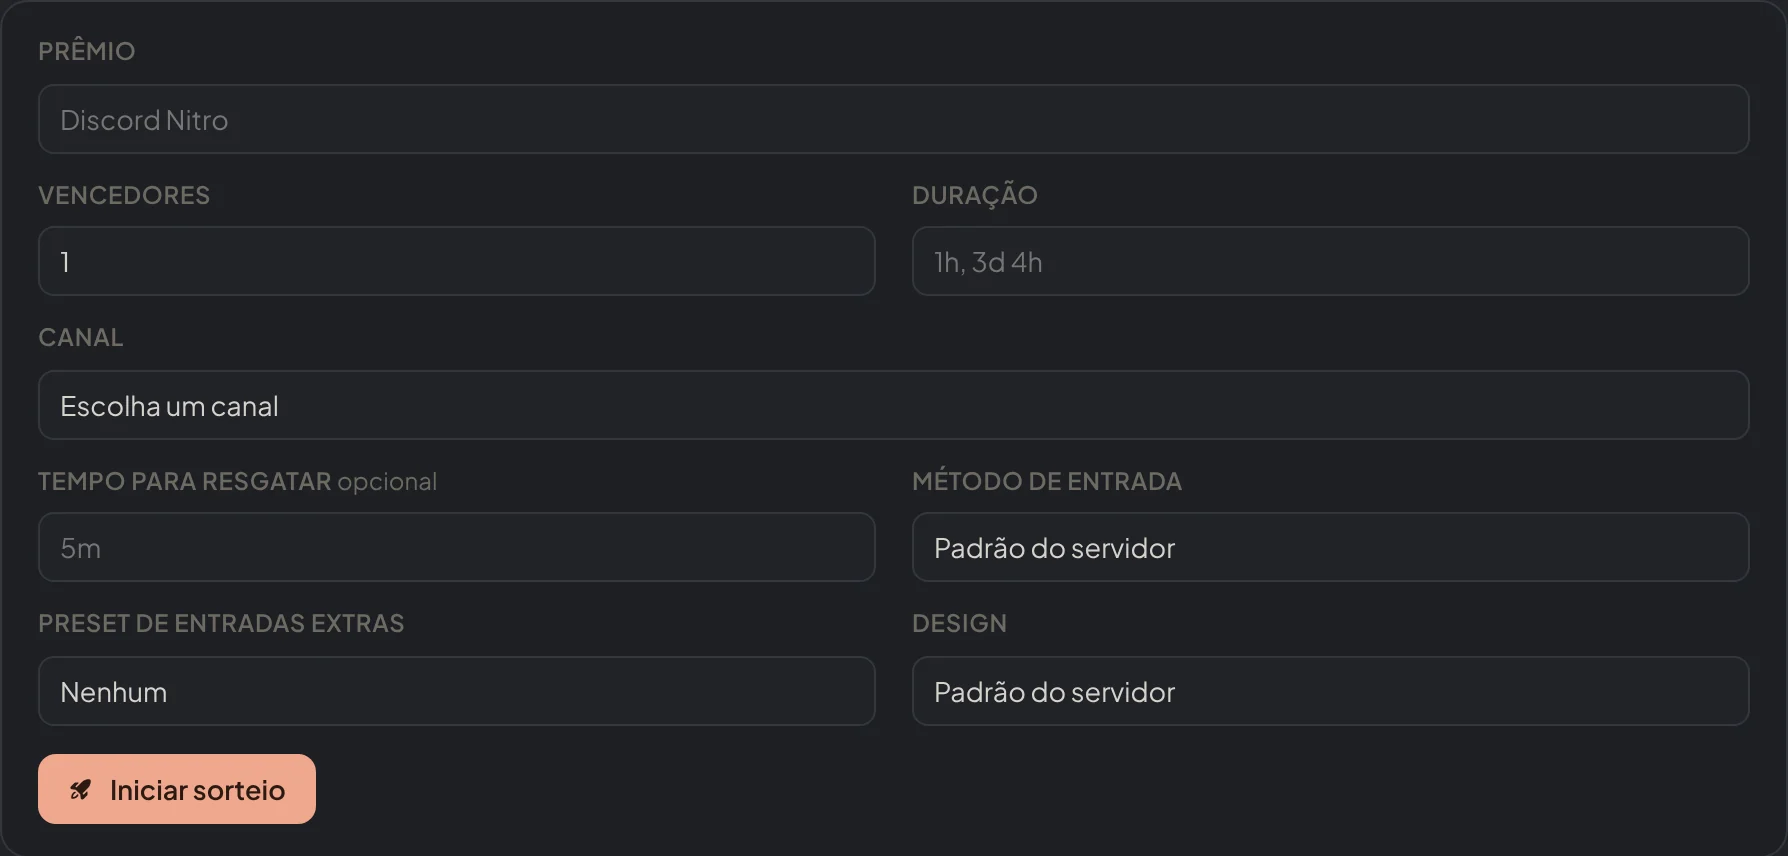 PRÊMIO
Discord Nitro
VENCEDORES
1
DURAÇÃO
1h, 3d 4h
CANAL
Escolha um canal
TEMPO PARA RESGATAR opcional
5m
MÉTODO DE ENTRADA
Padrão do servidor
PRESET DE ENTRADAS EXTRAS
Nenhum
DESIGN
Padrão do servidor
Iniciar sorteio